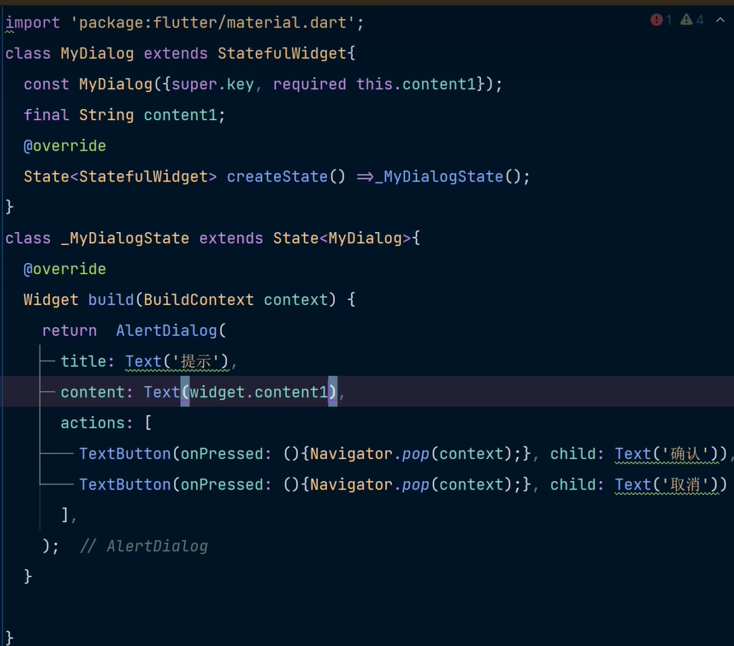 import 'package:flutter/material.dart';
1 4
class MyDialog extends StatefulWidget{
const MyDialog({super.key, required this.content1});
final String content1;
@override
State<StatefulWidget> createState() =>_MyDialogState();
}
class _MyDialogState extends State<MyDialog>{
@override
Widget build(BuildContext context) {
return  AlertDialog(
title: Text('提示'),
content: Text(widget.content1),
actions: [
TextButton(onPressed: (){Navigator.pop(context);}, child: Text('确认')),
TextButton(onPressed: (){Navigator.pop(context);}, child: Text('取消'))
],
);  // AlertDialog
}
}